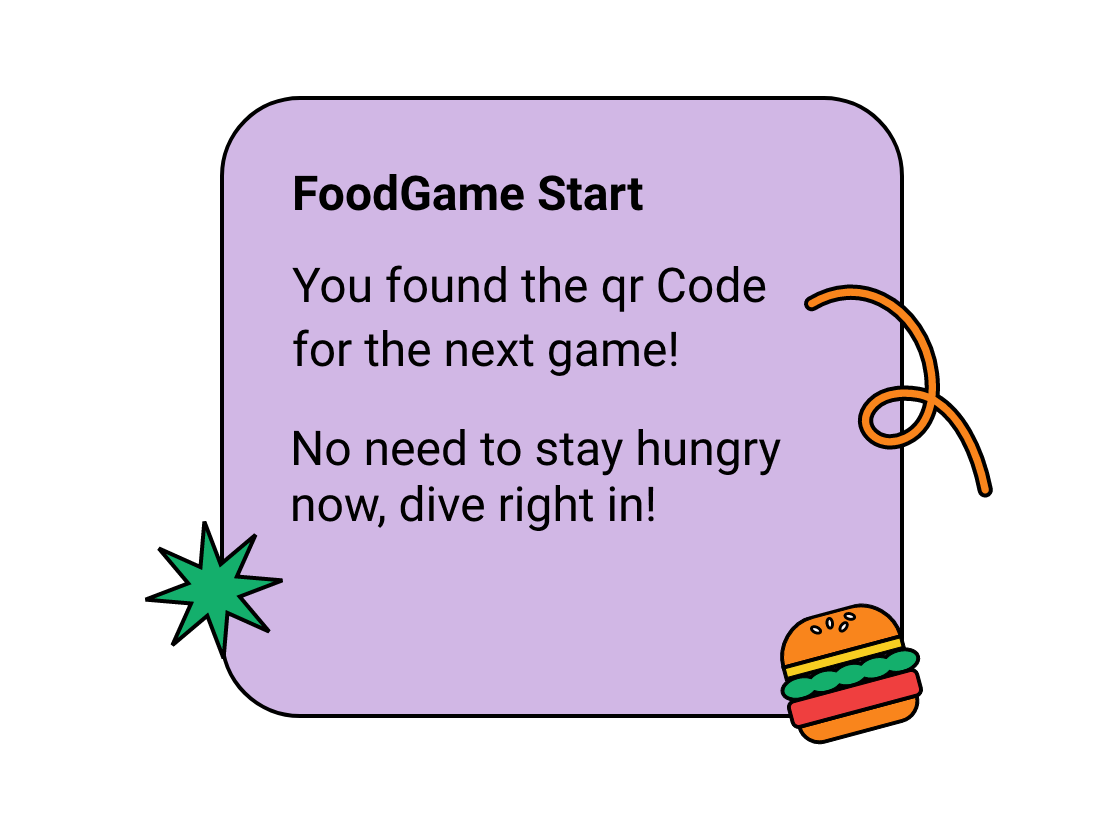 FoodGame Start
You found the qr Code
for the next game!
No need to stay hungry
now, dive right in!